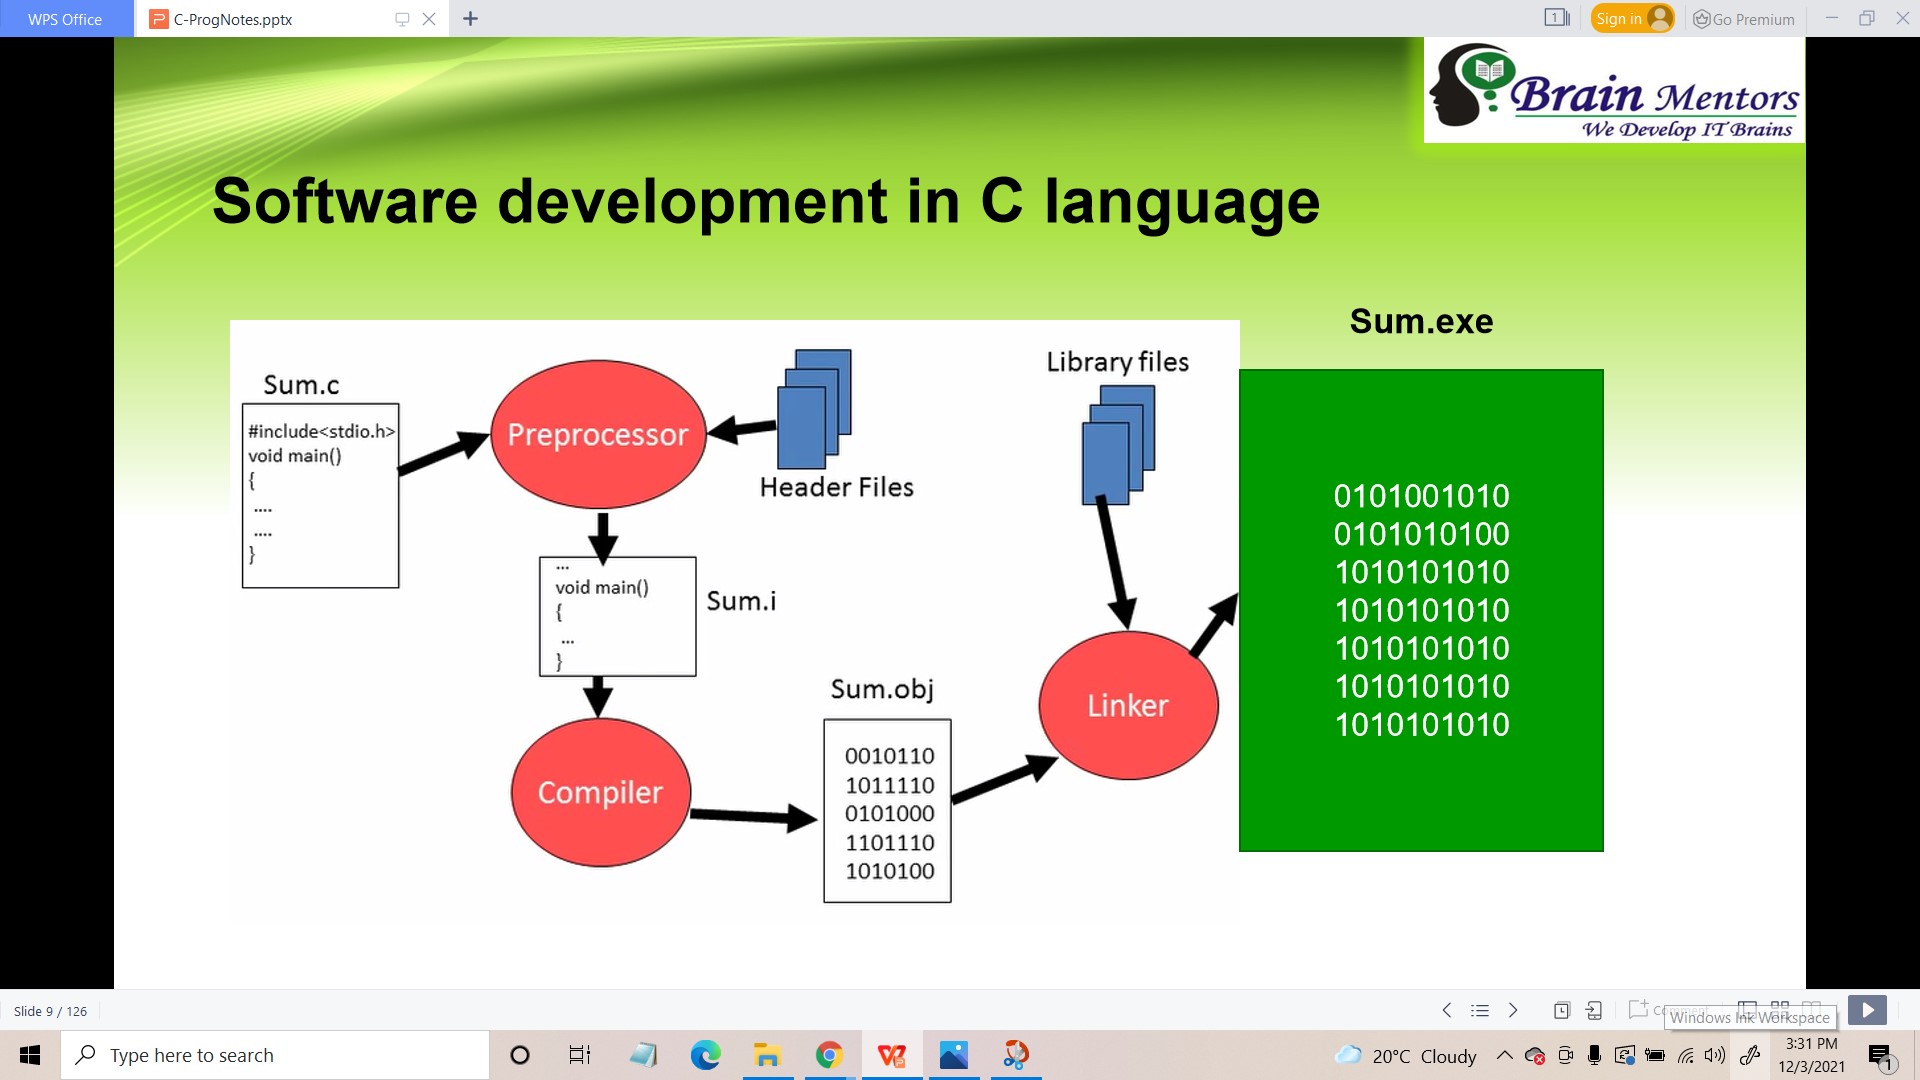 WPS Office
C-ProgNotes.pptx
1
Sign in
Go Premium
Brain Mentors
We Develop IT Brains
Software development in C language
Sum.exe
Sum.c
#include<stdio.h>
void main()
{
....
....
}
Preprocessor
Header Files
Library files
...
void main()
{
...
}
Sum.i
Compiler
Sum.obj
0010110
1011110
0101000
1101110
1010100
Linker
0101001010
0101010100
1010101010
1010101010
1010101010
1010101010
1010101010
Slide 9 / 126
Windows Ink Workspace
Type here to search
20°C Cloudy
3:31 PM
12/3/2021
1